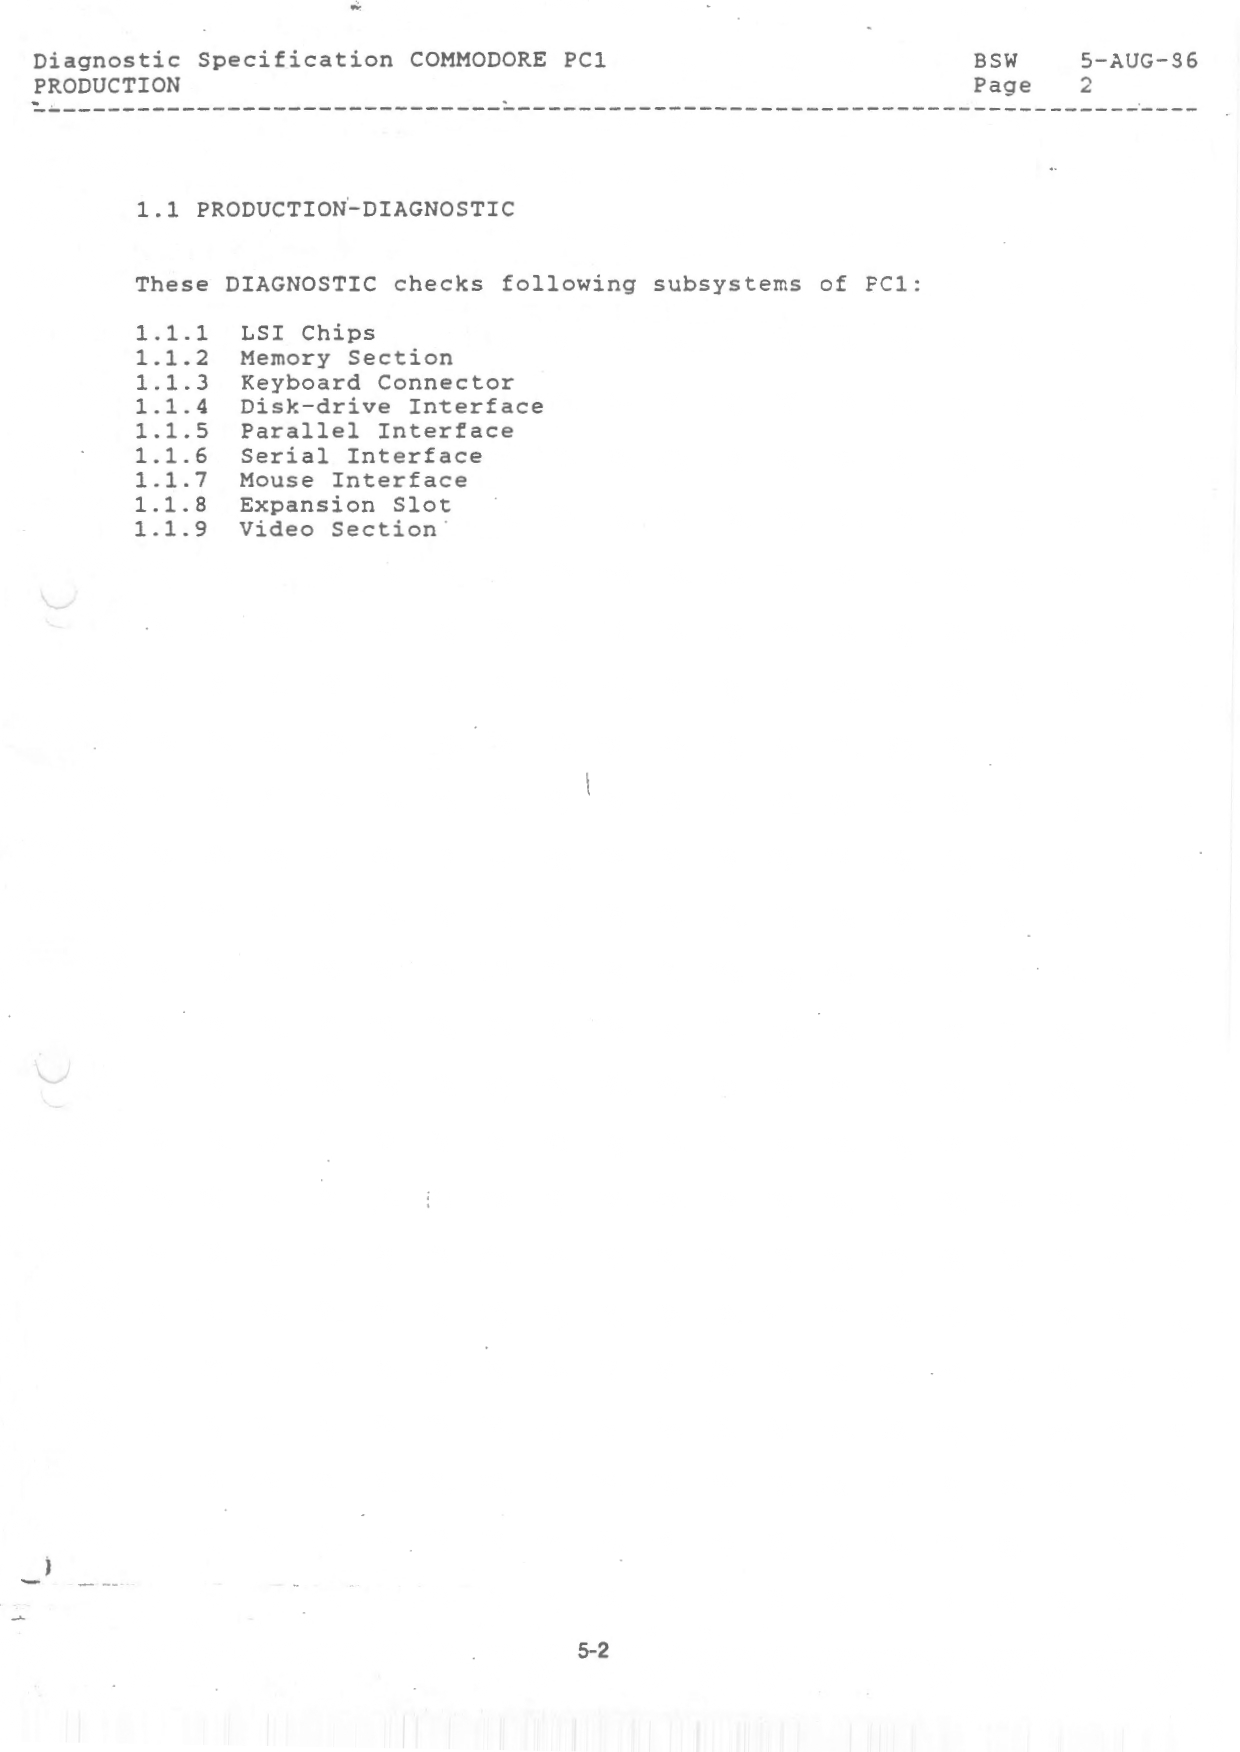 Diagnostic Specification COMMODORE PC1 BSW 5-AUG-86
PRODUCTION Page 2
1.1 PRODUCTION-DIAGNOSTIC
These DIAGNOSTIC checks following subsystems of PC1:
1.1.1 LSI Chips
1.1.2 Memory Section
1.1.3 Keyboard Connector
1.1.4 Disk-drive Interface
1.1.5 Parallel Interface
1.1.6 Serial Interface
1.1.7 Mouse Interface
1.1.8 Expansion Slot
1.1.9 Video Section
5-2